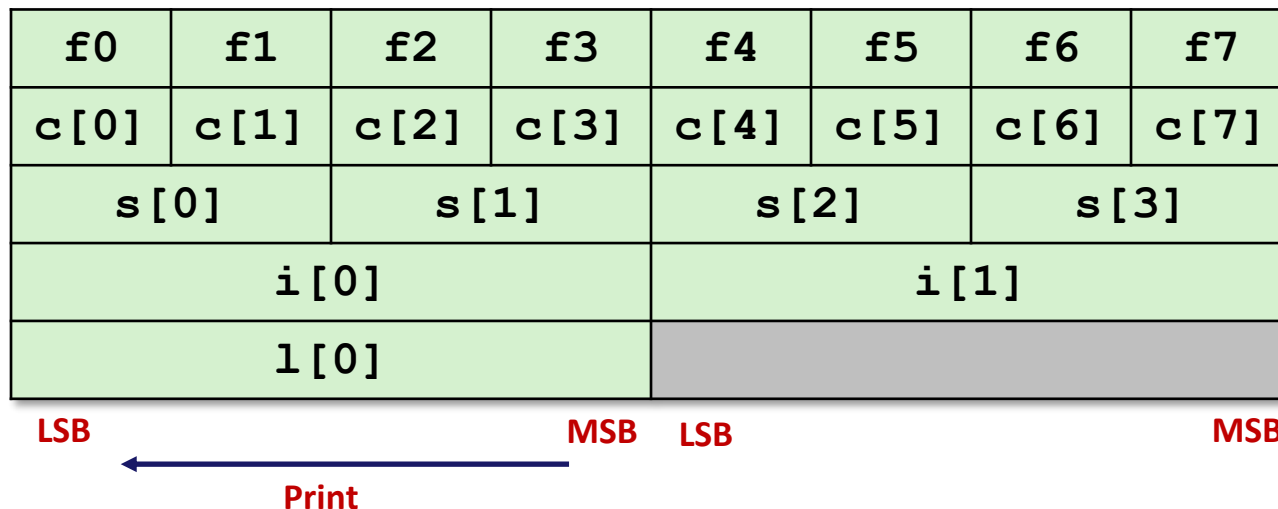 f0 f1 f2 f3 f4 f5 f6 f7
c[0] c[1] c[2] c[3] c[4] c[5] c[6] c[7]
s[0] s[1] s[2] s[3]
i[0] i[1]
l[0]
LSB MSB LSB MSB
Print